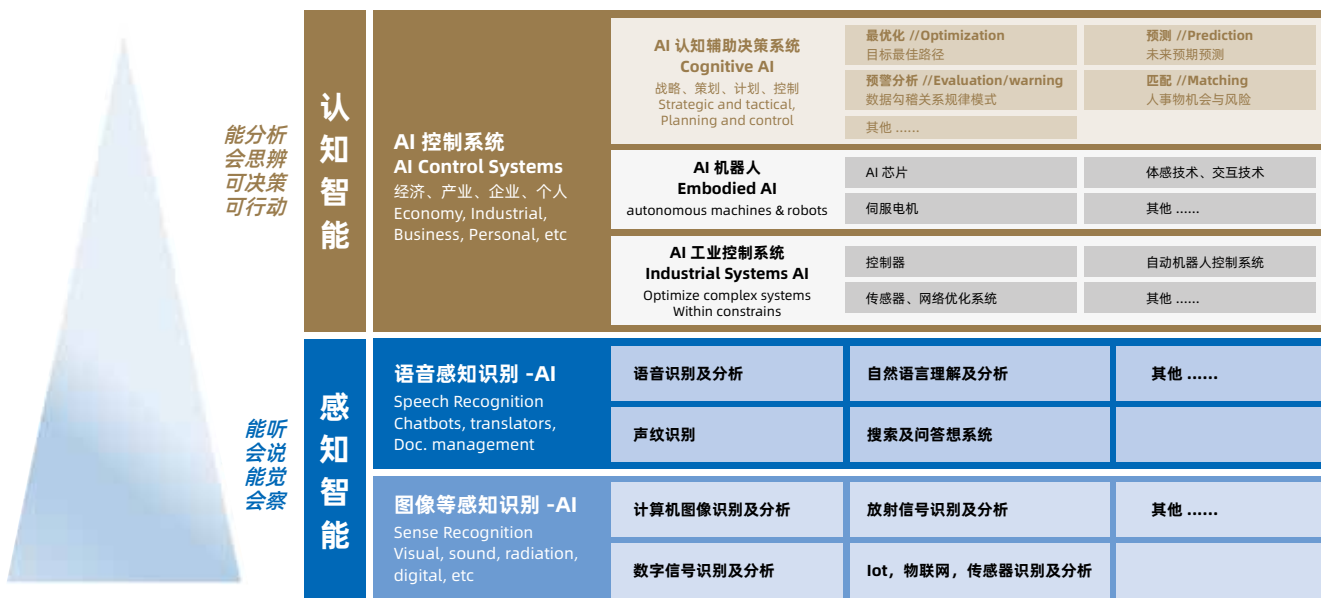 能分析
会思辨
可决策
可行动
认知智能
AI 控制系统
AI Control Systems
经济、产业、企业、个人
Economy, Industrial,
Business, Personal, etc
AI 认知辅助决策系统
Cognitive AI
战略、策划、计划、控制
Strategic and tactical,
Planning and control
最优化 //Optimization
目标最佳路径
预测 //Prediction
未来预期预测
预警分析 //Evaluation/warning
数据勾稽关系规律模式
匹配 //Matching
人事物机会与风险
其他 ......
AI 机器人
Embodied AI
autonomous machines & robots
AI 芯片
体感技术、交互技术
伺服电机
其他 ......
AI 工业控制系统
Industrial Systems AI
Optimize complex systems
Within constrains
控制器
自动机器人控制系统
传感器、网络优化系统
其他 ......
能听
会说
能觉
会察
感知智能
语音感知识别 -AI
Speech Recognition
Chatbots, translators,
Doc. management
语音识别及分析
自然语言理解及分析
其他 ......
声纹识别
搜索及问答想系统
图像等感知识别 -AI
Sense Recognition
Visual, sound, radiation,
digital, etc
计算机图像识别及分析
放射信号识别及分析
其他 ......
数字信号识别及分析
Iot，物联网，传感器识别及分析